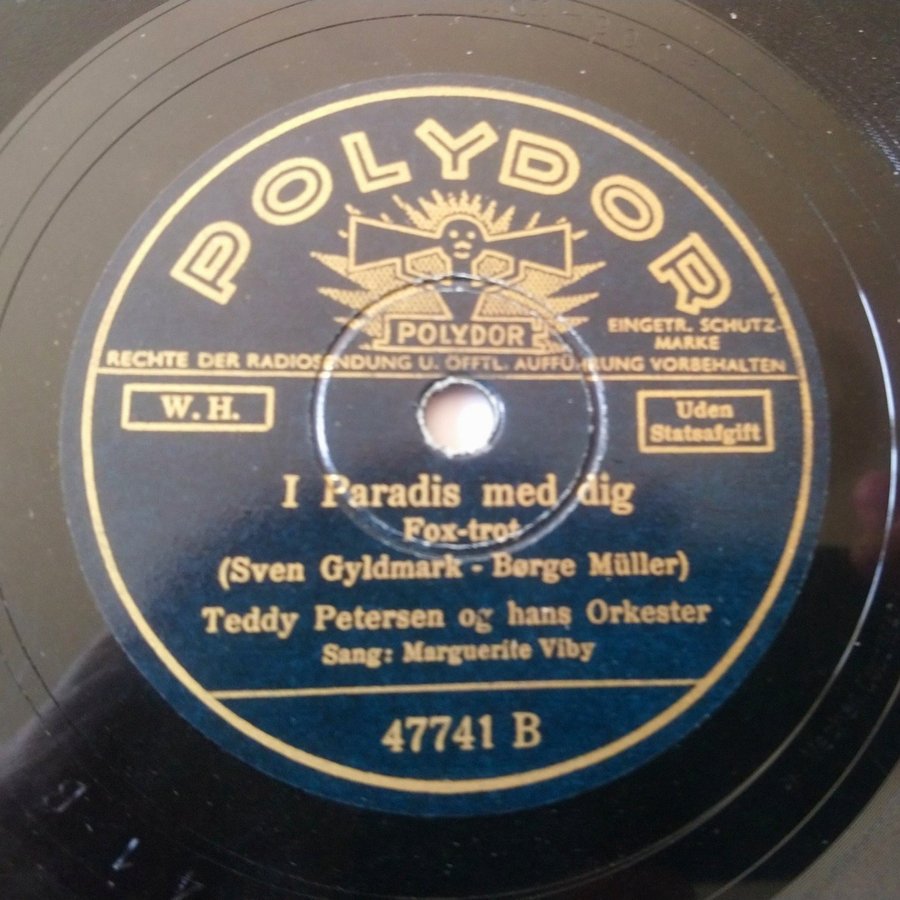 POLYDOR
POLYDOR
EINGETR. SCHUTZ-
MARKE
RECHTE DER RADIOSENDUNG U. ÖFFTL. AUFFÜHRUNG VORBEHALTEN
W. H.
Uden
Statsafgift
I Paradis med dig
Fox-trot
(Sven Gyldmark - Børge Müller)
Teddy Petersen og hans Orkester
Sang: Marguerite Viby
47741 B